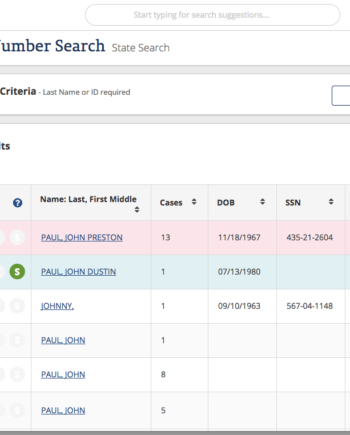 Start typing for search suggestions...
Number Search State Search
Criteria - Last Name or ID required
lts
? Name: Last, First Middle Cases DOB SSN
S PAUL, JOHN PRESTON 13 11/18/1967 435-21-2604
S PAUL, JOHN DUSTIN 1 07/13/1980
S JOHNNY, 1 09/10/1963 567-04-1148
S PAUL, JOHN 1
S PAUL, JOHN 8
S PAUL, JOHN 5